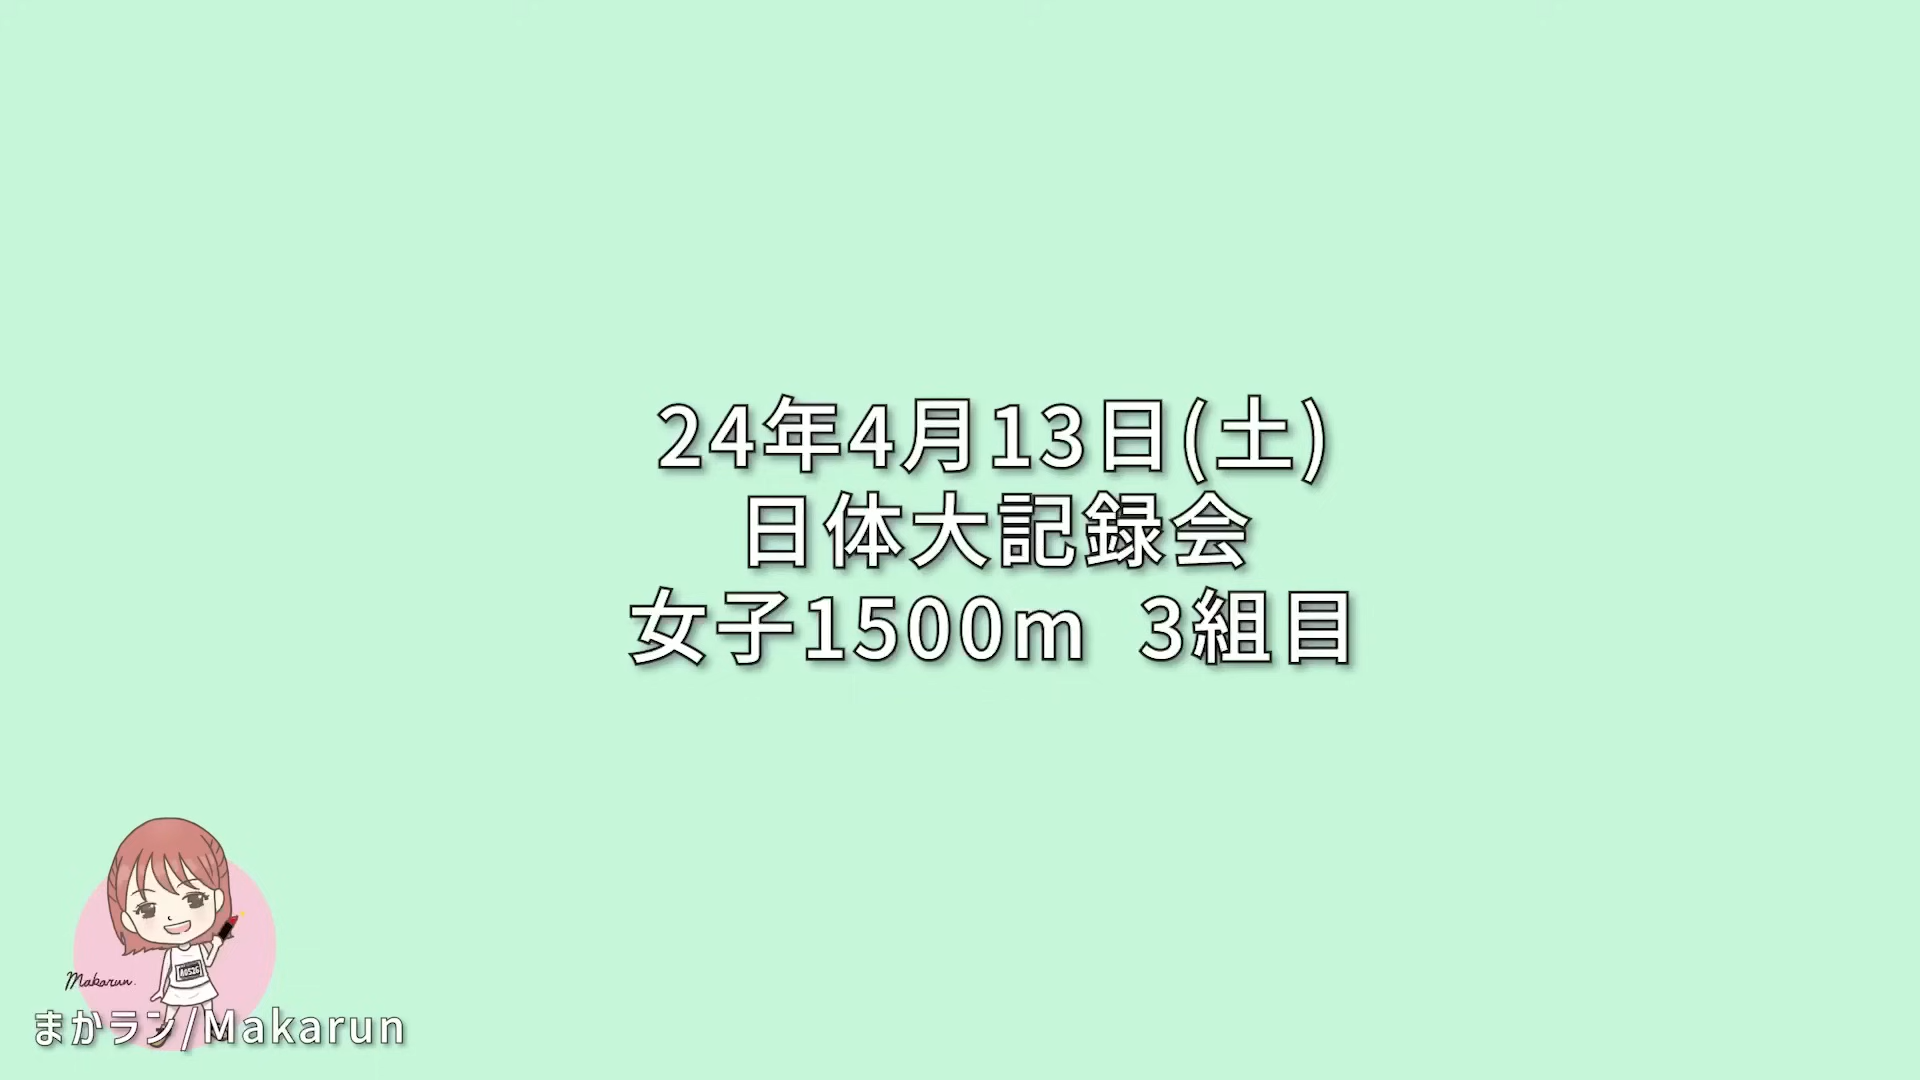 24年4月13日(土)
日体大記録会
女子1500m 3組目
Makarun.
まかラン/Makarun